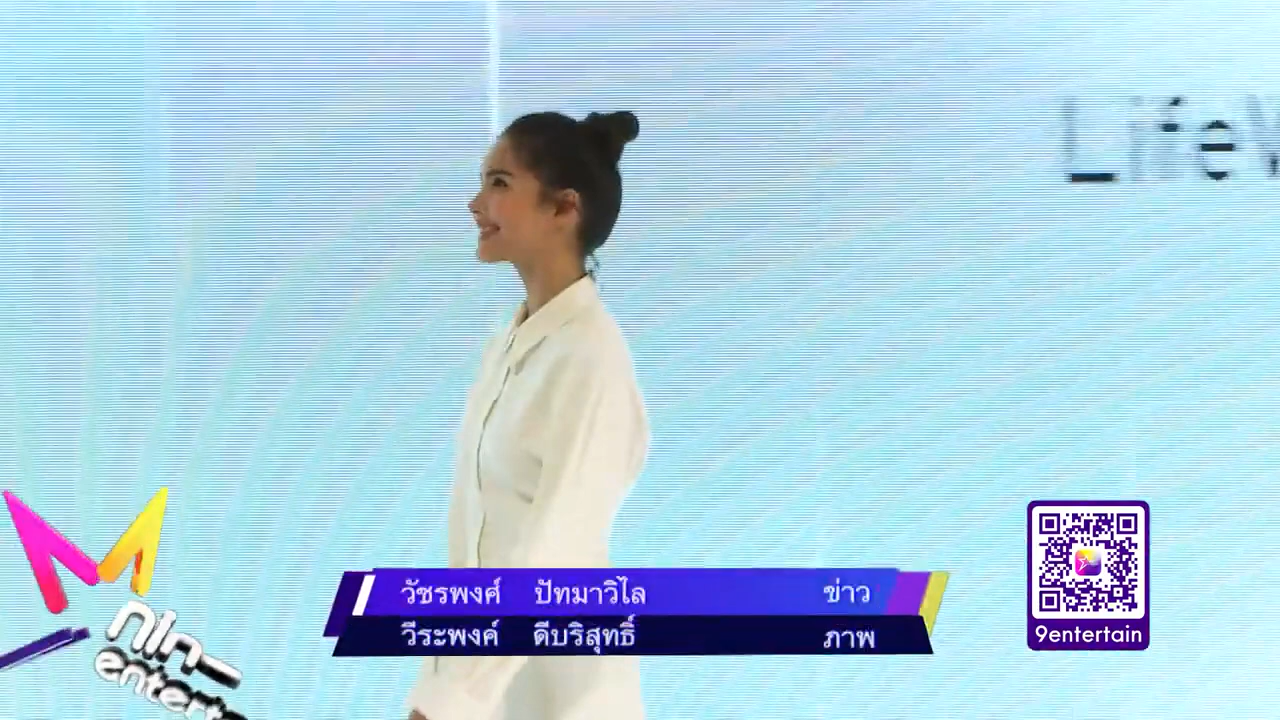 LifeW
วัชรพงศ์ ปัทมาวิไล ข่าว
วีระพงศ์ ดีบริสุทธิ์ ภาพ
9entertain